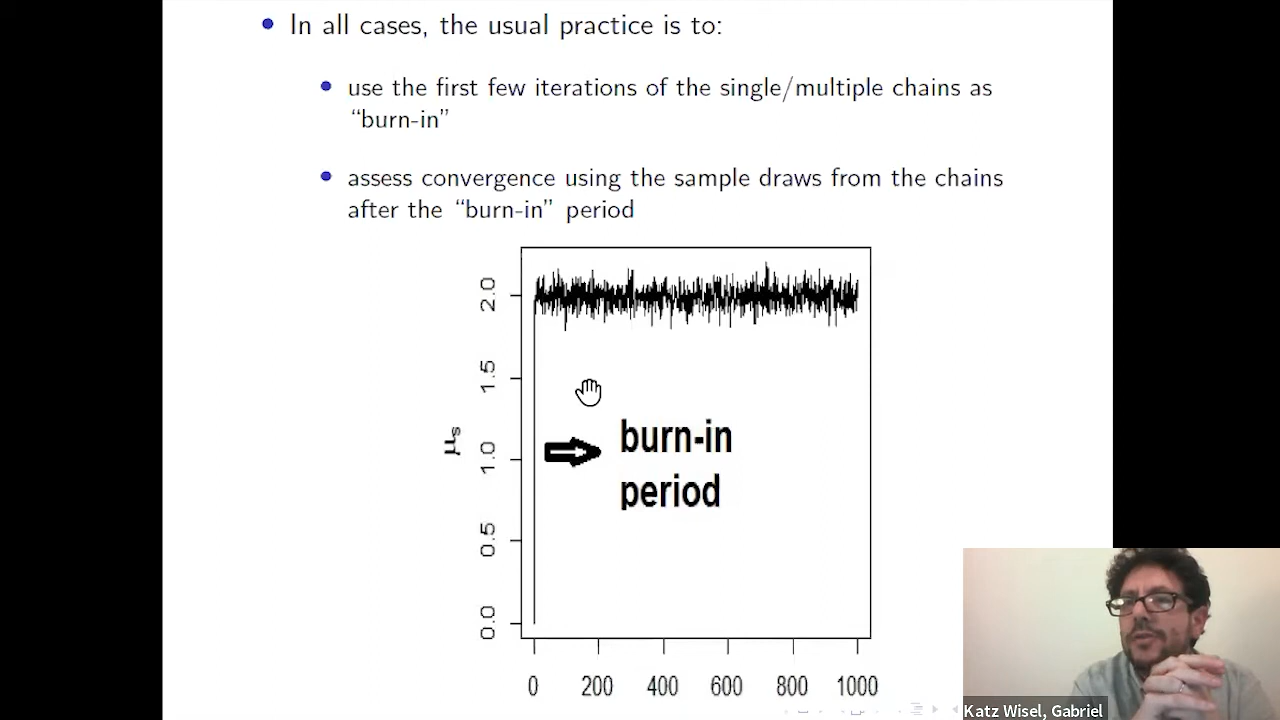 In all cases, the usual practice is to:
use the first few iterations of the single/multiple chains as
“burn-in”
assess convergence using the sample draws from the chains
after the “burn-in” period
2.0
1.5
1.0
0.5
0.0
μs
burn-in
period
0 200 400 600 800 1000
Katz Wisel, Gabriel